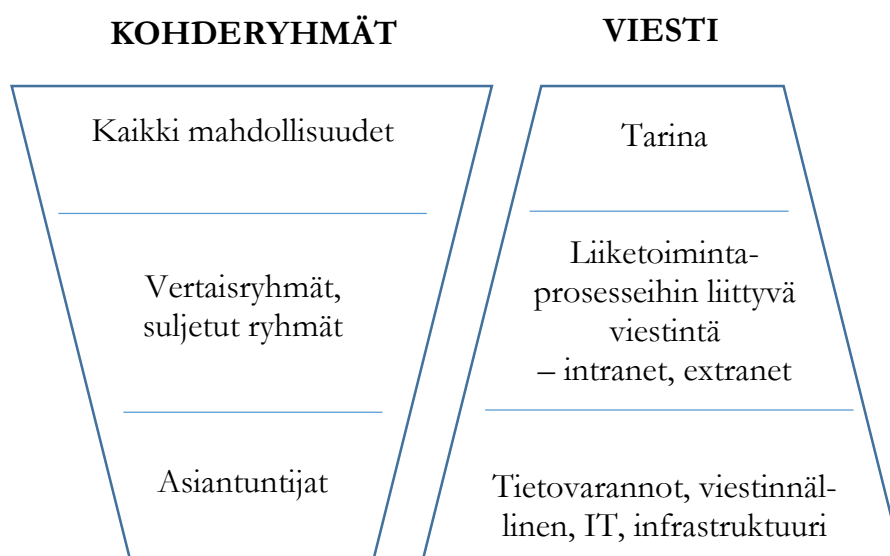 KOHDERYHMÄT
Kaikki mahdollisuudet
Vertaisryhmät,
suljetut ryhmät
Asiantuntijat
VIESTI
Tarina
Liiketoiminta-
prosesseihin liittyvä
viestintä
– intranet, extranet
Tietovarannot, viestinnäl-
linen, IT, infrastruktuuri